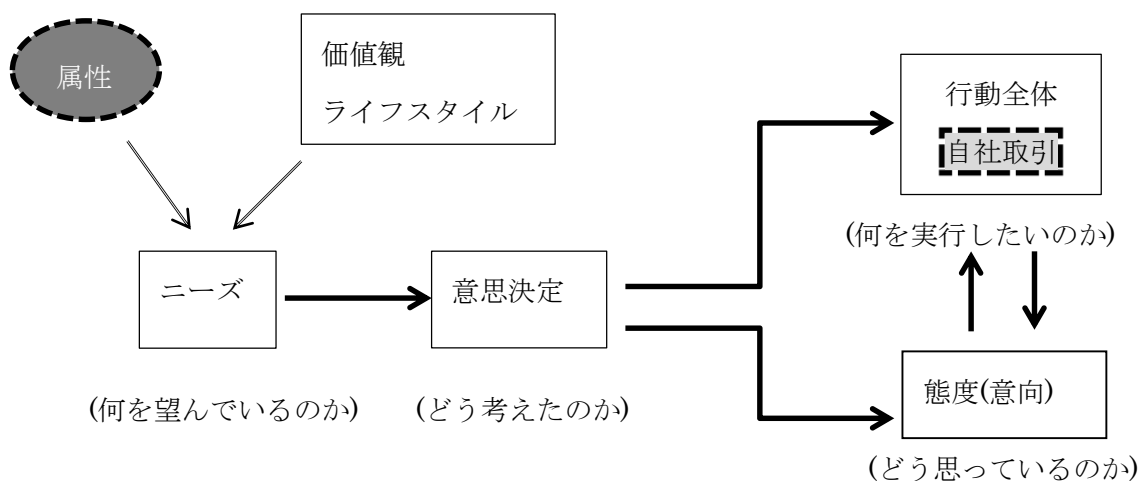 属性
価値観
ライフスタイル
行動全体
自社取引
(何を実行したいのか)
ニーズ
意思決定
態度(意向)
(何を望んでいるのか)
(どう考えたのか)
(どう思っているのか)